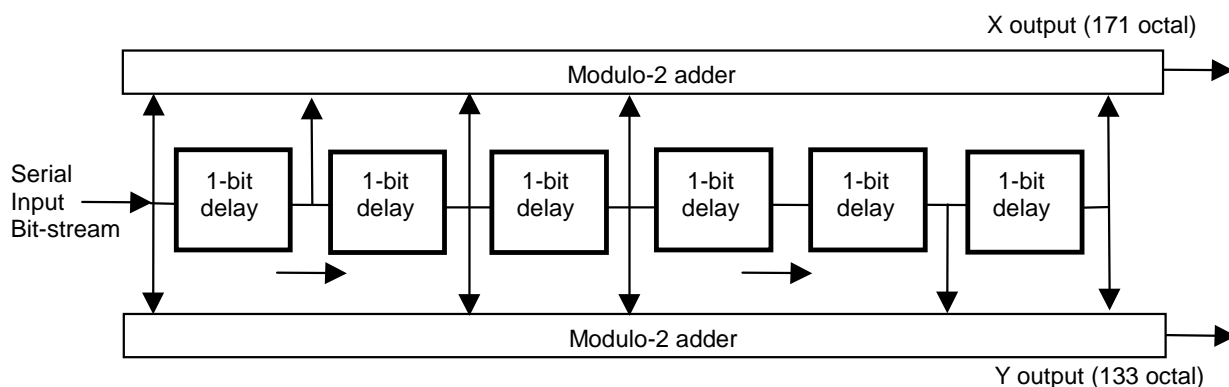 X output (171 octal)
Modulo-2 adder
Serial
Input
Bit-stream
1-bit
delay
1-bit
delay
1-bit
delay
1-bit
delay
1-bit
delay
1-bit
delay
Modulo-2 adder
Y output (133 octal)